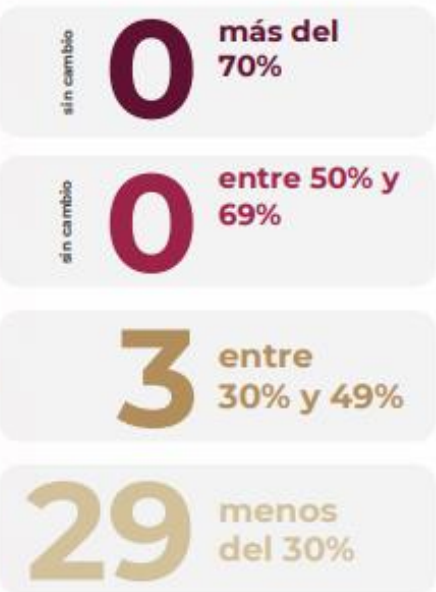 sin cambio
0
más del
70%
sin cambio
0
entre 50% y
69%
3
entre
30% y 49%
29
menos
del 30%